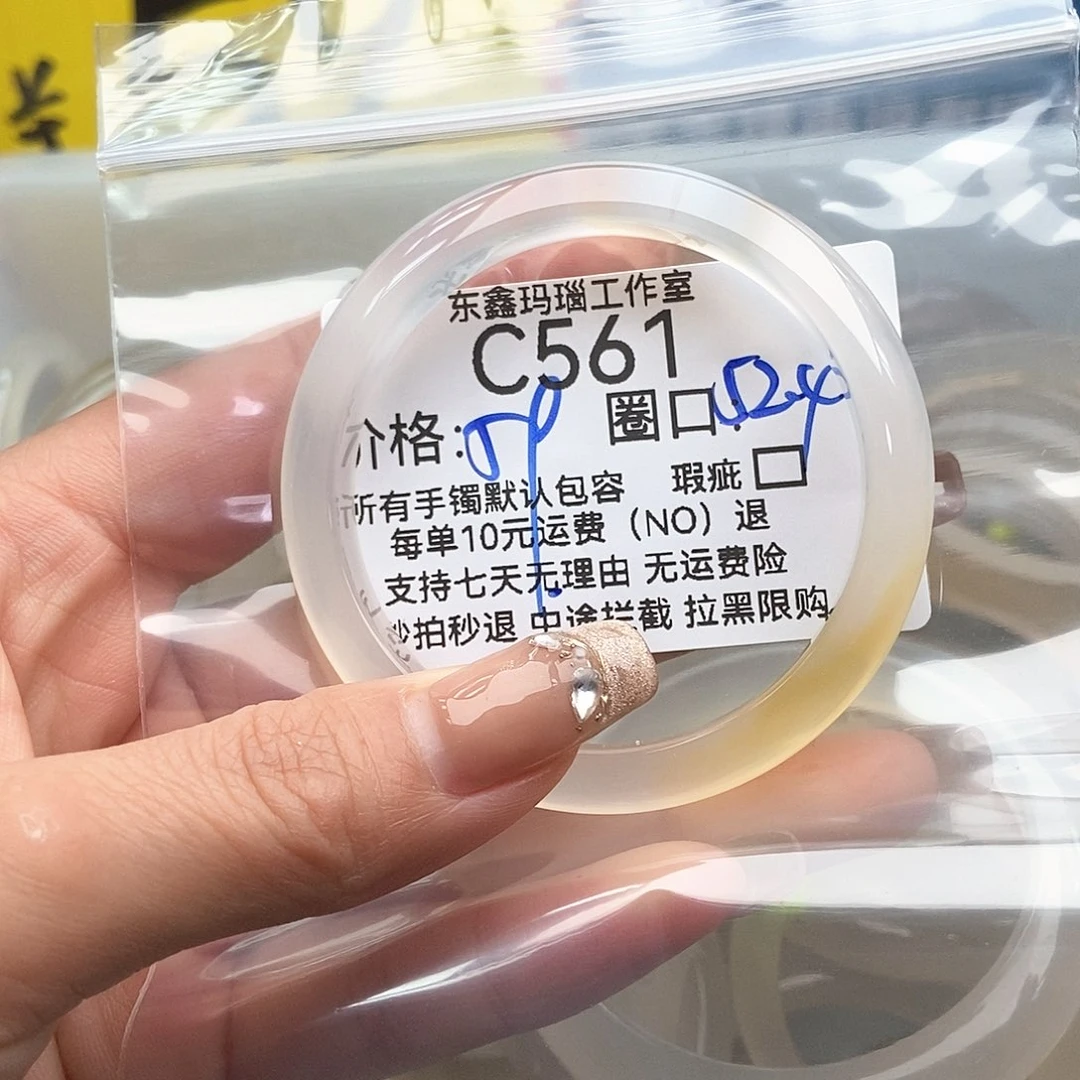 东鑫玛瑙工作室
C561
价格: 圈口: 52.4
所有手镯默认包容 瑕疵
每单10元运费（NO）退
支持七天无理由 无运费险
秒拍秒退 中途拦截 拉黑限购